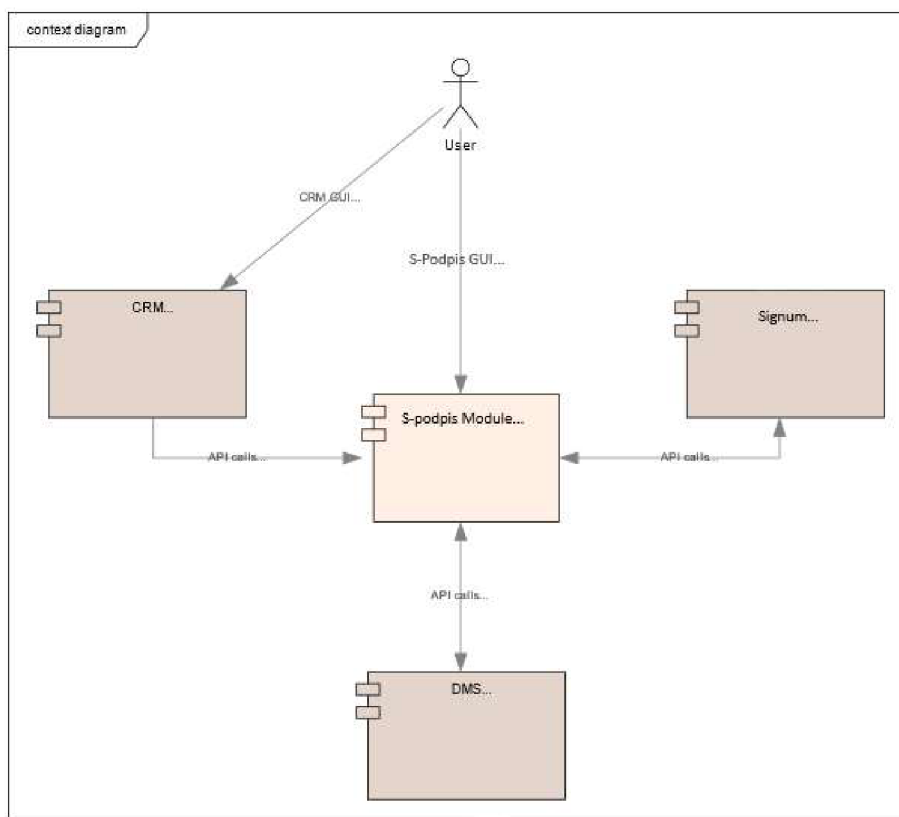 context diagram
User
CRM GUI...
S-Podpis GUI...
CRM...
Signum...
S-podpis Module...
API calls...
API calls...
API calls...
DMS...